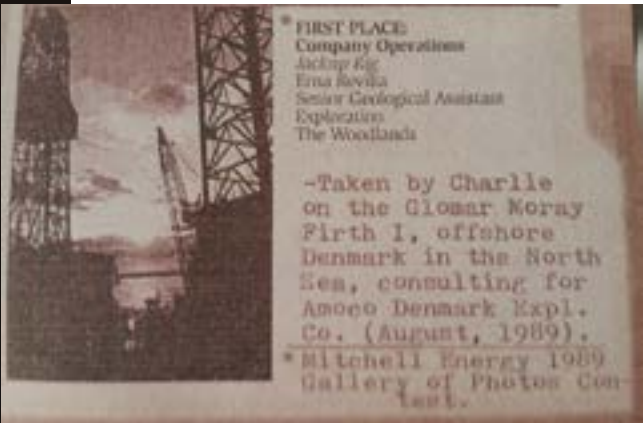 * FIRST PLACE:
Company Operations
Jackup Rig
Erna
Senior Geological Assistant
Exploration
The Woodlands
-Taken by Charlie
on the Glomar Moray
Firth I, offshore
Denmark in the North
Sea, consulting for
Amoco Denmark Expl.
Co. (August, 1989).
* Mitchell Energy 1989
Gallery of Photos Con-
test.